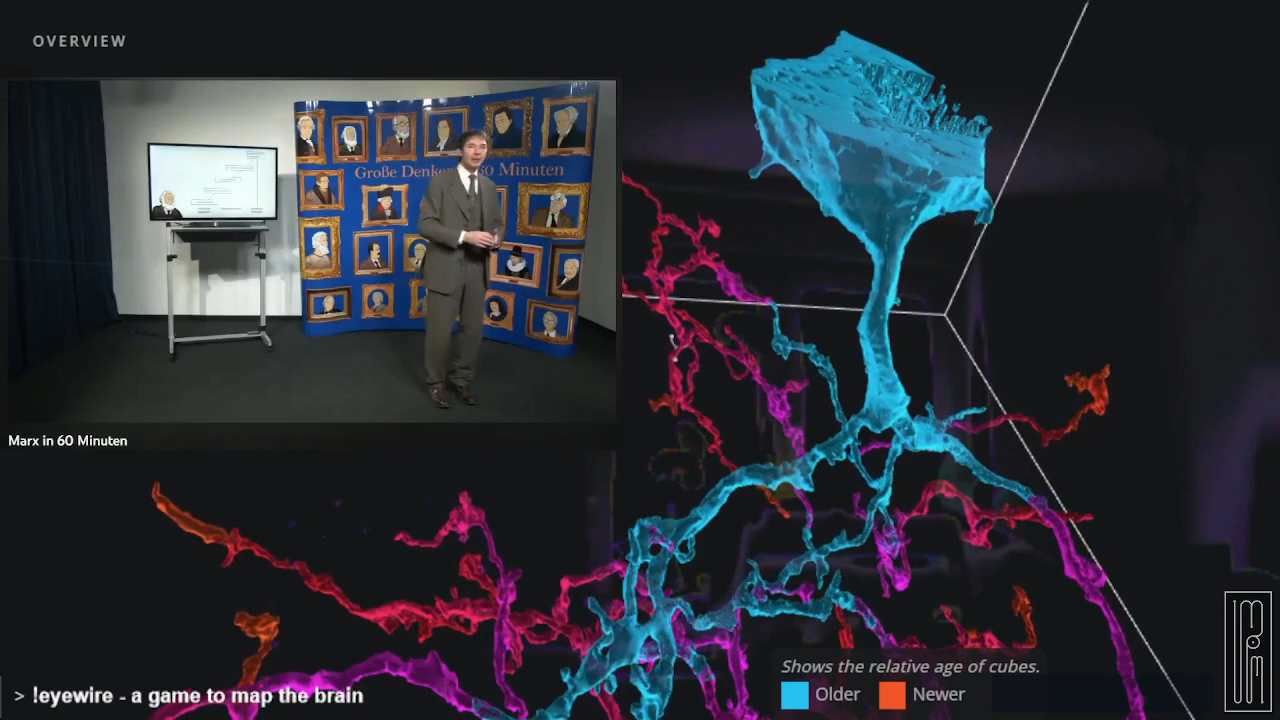 OVERVIEW
Große Denker 60 Minuten
Marx in 60 Minuten
> !eyewire - a game to map the brain
Shows the relative age of cubes.
Older Newer